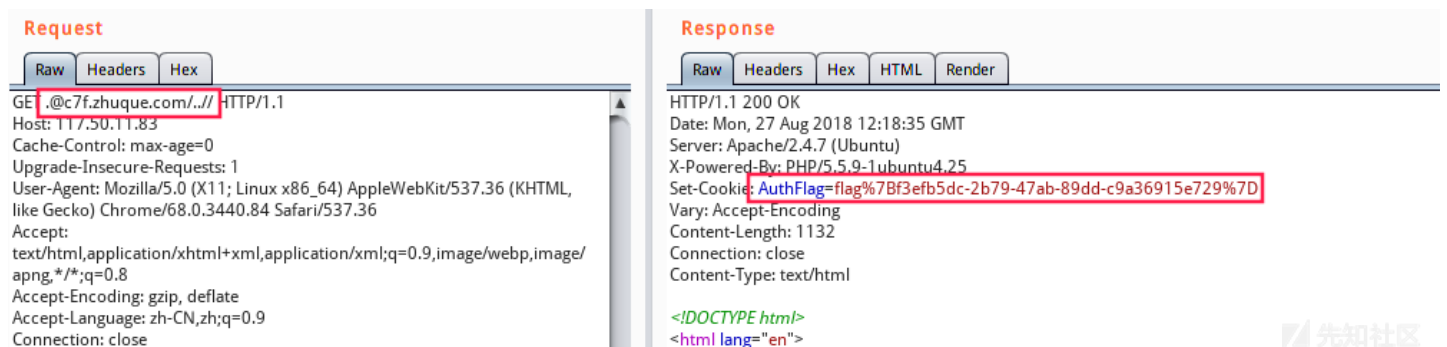 Request
Raw Headers Hex
GET .@c7f.zhuque.com/..// HTTP/1.1
Host: 117.50.11.83
Cache-Control: max-age=0
Upgrade-Insecure-Requests: 1
User-Agent: Mozilla/5.0 (X11; Linux x86_64) AppleWebKit/537.36 (KHTML,
like Gecko) Chrome/68.0.3440.84 Safari/537.36
Accept:
text/html,application/xhtml+xml,application/xml;q=0.9,image/webp,image/
apng,*/*;q=0.8
Accept-Encoding: gzip, deflate
Accept-Language: zh-CN,zh;q=0.9
Connection: close
Response
Raw Headers Hex HTML Render
HTTP/1.1 200 OK
Date: Mon, 27 Aug 2018 12:18:35 GMT
Server: Apache/2.4.7 (Ubuntu)
X-Powered-By: PHP/5.5.9-1ubuntu4.25
Set-Cookie: AuthFlag=flag%7Bf3efb5dc-2b79-47ab-89dd-c9a36915e729%7D
Vary: Accept-Encoding
Content-Length: 1132
Connection: close
Content-Type: text/html
<!DOCTYPE html>
<html lang="en">
先知社区